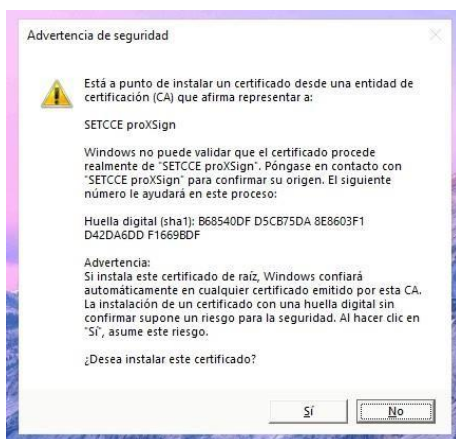 Advertencia de seguridad
Está a punto de instalar un certificado desde una entidad de
certificación (CA) que afirma representar a:
SETCCE proXSign
Windows no puede validar que el certificado procede
realmente de "SETCCE proXSign". Póngase en contacto con
"SETCCE proXSign" para confirmar su origen. El siguiente
número le ayudará en este proceso:
Huella digital (sha1): B68540DF D5CB75DA 8E8603F1
D42DA6DD F1669BDF
Advertencia:
Si instala este certificado de raíz, Windows confiará
automáticamente en cualquier certificado emitido por esta CA.
La instalación de un certificado con una huella digital sin
confirmar supone un riesgo para la seguridad. Al hacer clic en
"Sí", asume este riesgo.
¿Desea instalar este certificado?
Sí
No